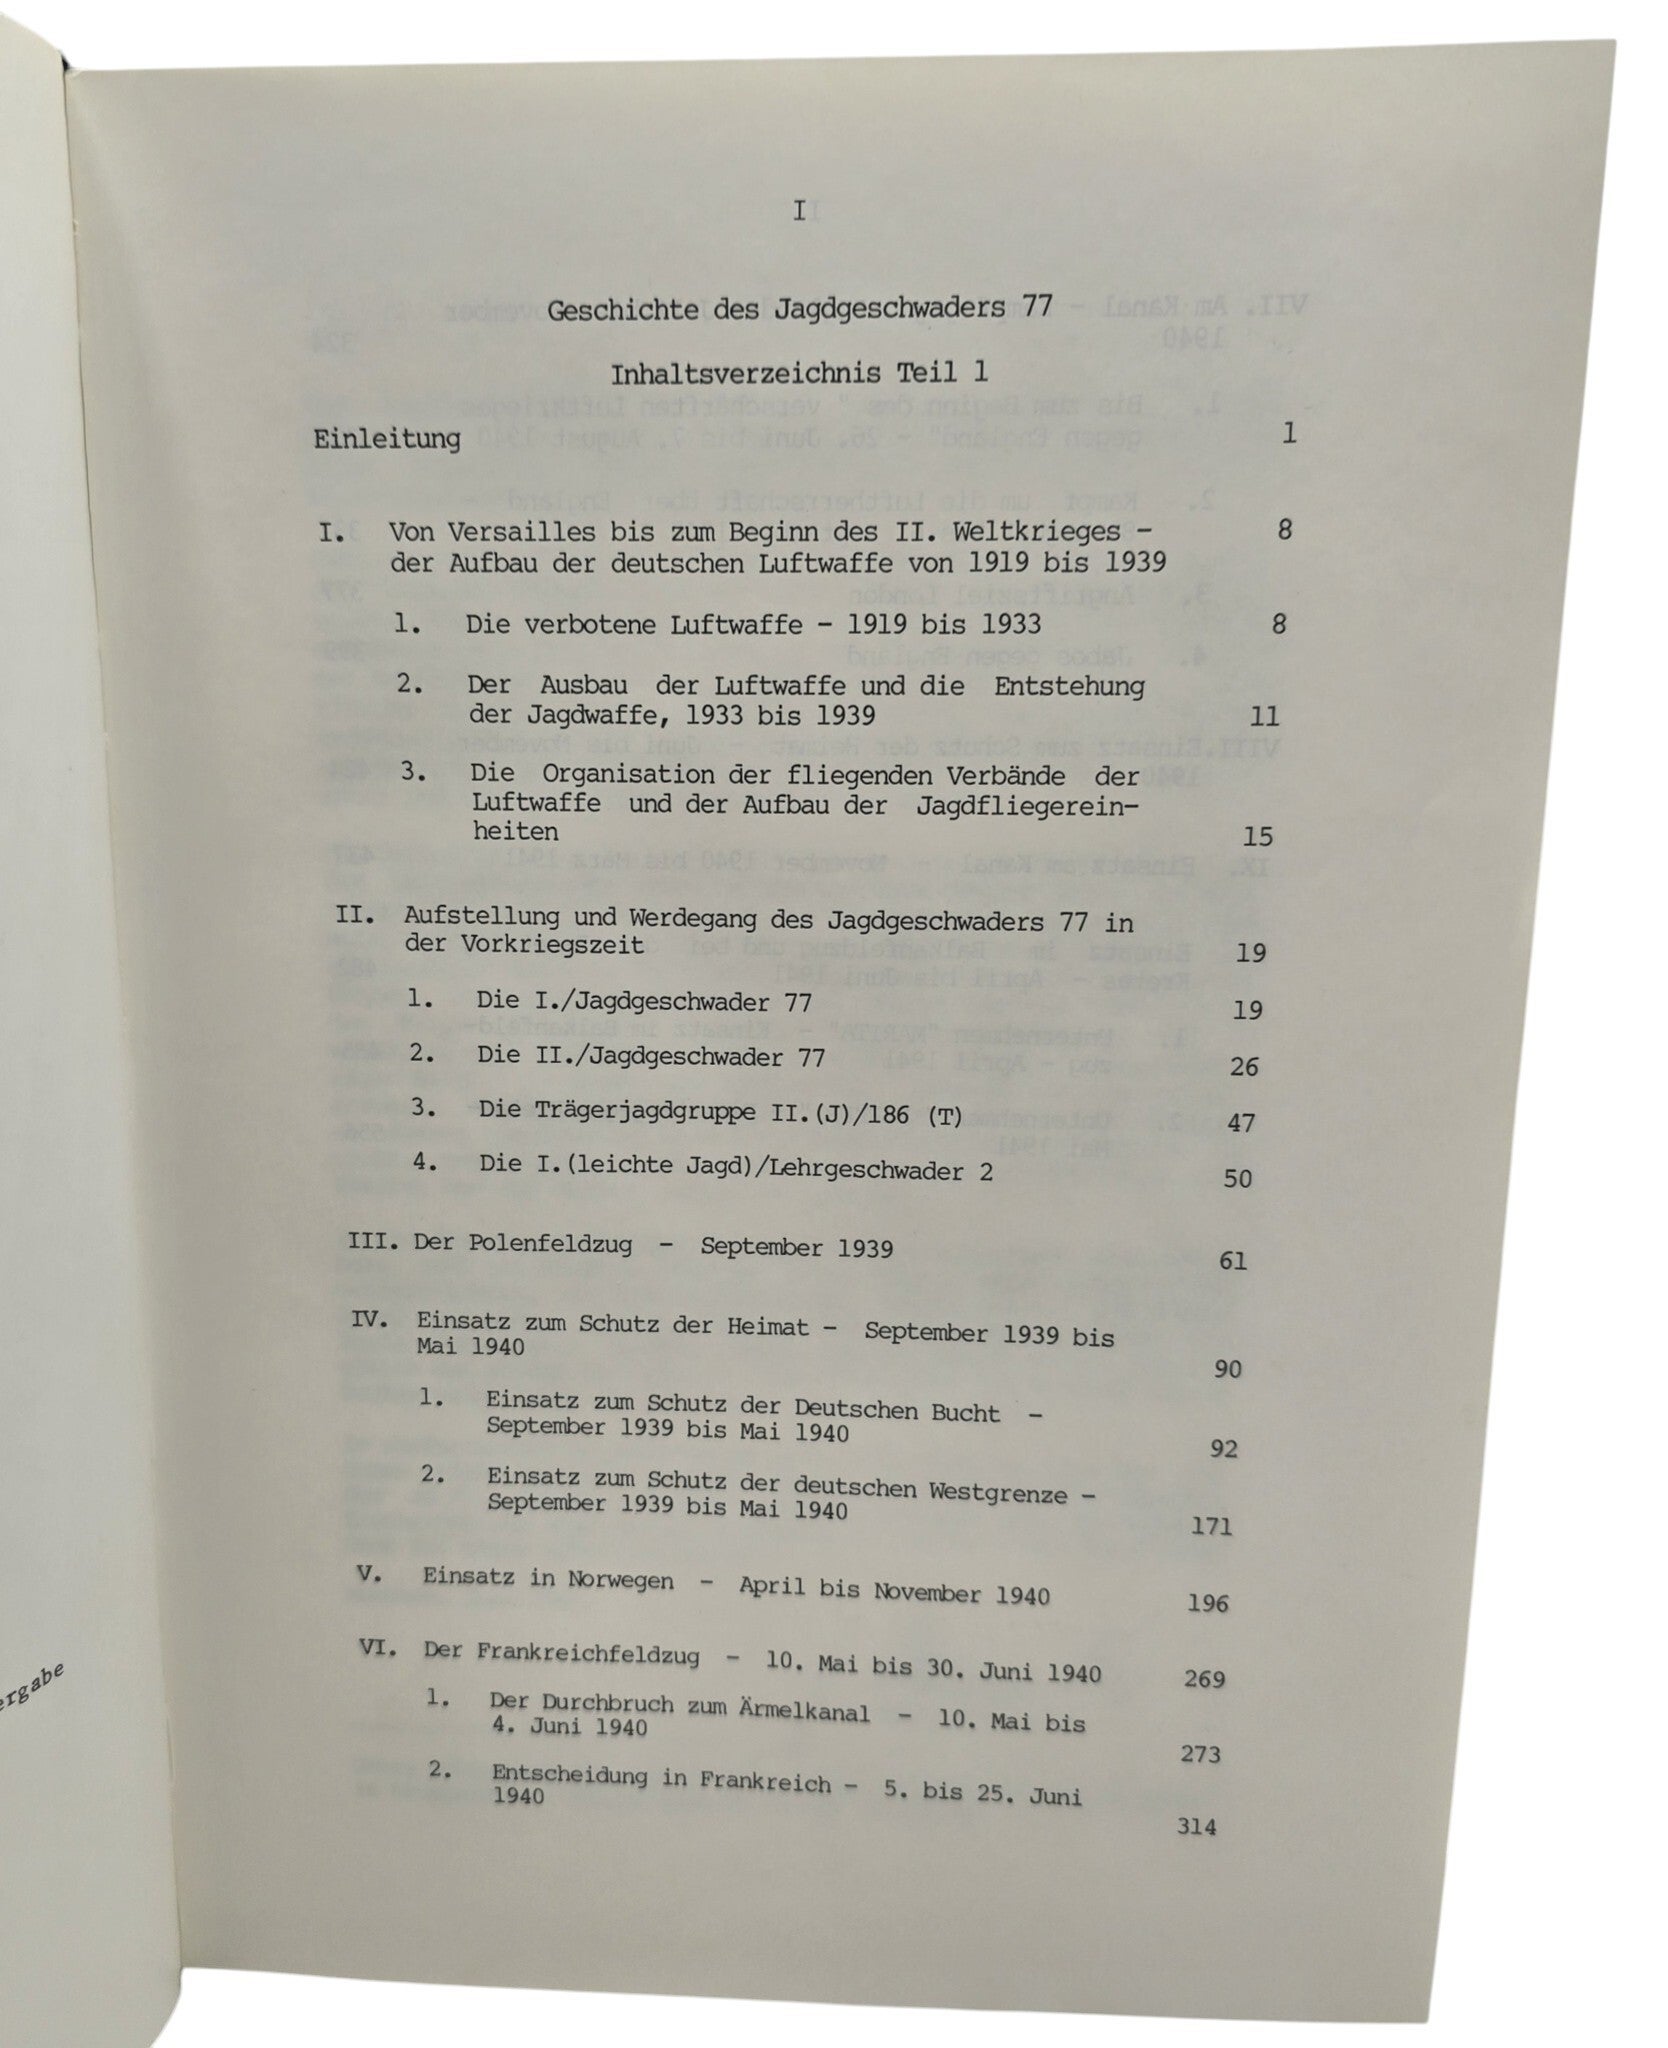 I
Geschichte des Jagdgeschwaders 77
Inhaltsverzeichnis Teil 1
Einleitung 1
I. Von Versailles bis zum Beginn des II. Weltkrieges - 8
der Aufbau der deutschen Luftwaffe von 1919 bis 1939
1. Die verbotene Luftwaffe - 1919 bis 1933 8
2. Der Ausbau der Luftwaffe und die Entstehung
der Jagdwaffe, 1933 bis 1939 11
3. Die Organisation der fliegenden Verbände der
Luftwaffe und der Aufbau der Jagdfliegerein-
heiten 15
II. Aufstellung und Werdegang des Jagdgeschwaders 77 in
der Vorkriegszeit 19
1. Die I./Jagdgeschwader 77 19
2. Die II./Jagdgeschwader 77 26
3. Die Trägerjagdgruppe II.(J)/186 (T) 47
4. Die I.(leichte Jagd)/Lehrgeschwader 2 50
III. Der Polenfeldzug - September 1939 61
IV. Einsatz zum Schutz der Heimat - September 1939 bis
Mai 1940 90
1. Einsatz zum Schutz der Deutschen Bucht -
September 1939 bis Mai 1940 92
2. Einsatz zum Schutz der deutschen Westgrenze -
September 1939 bis Mai 1940 171
V. Einsatz in Norwegen - April bis November 1940 196
VI. Der Frankreichfeldzug - 10. Mai bis 30. Juni 1940 269
1. Der Durchbruch zum Ärmelkanal - 10. Mai bis
4. Juni 1940 273
2. Entscheidung in Frankreich - 5. bis 25. Juni
1940 314